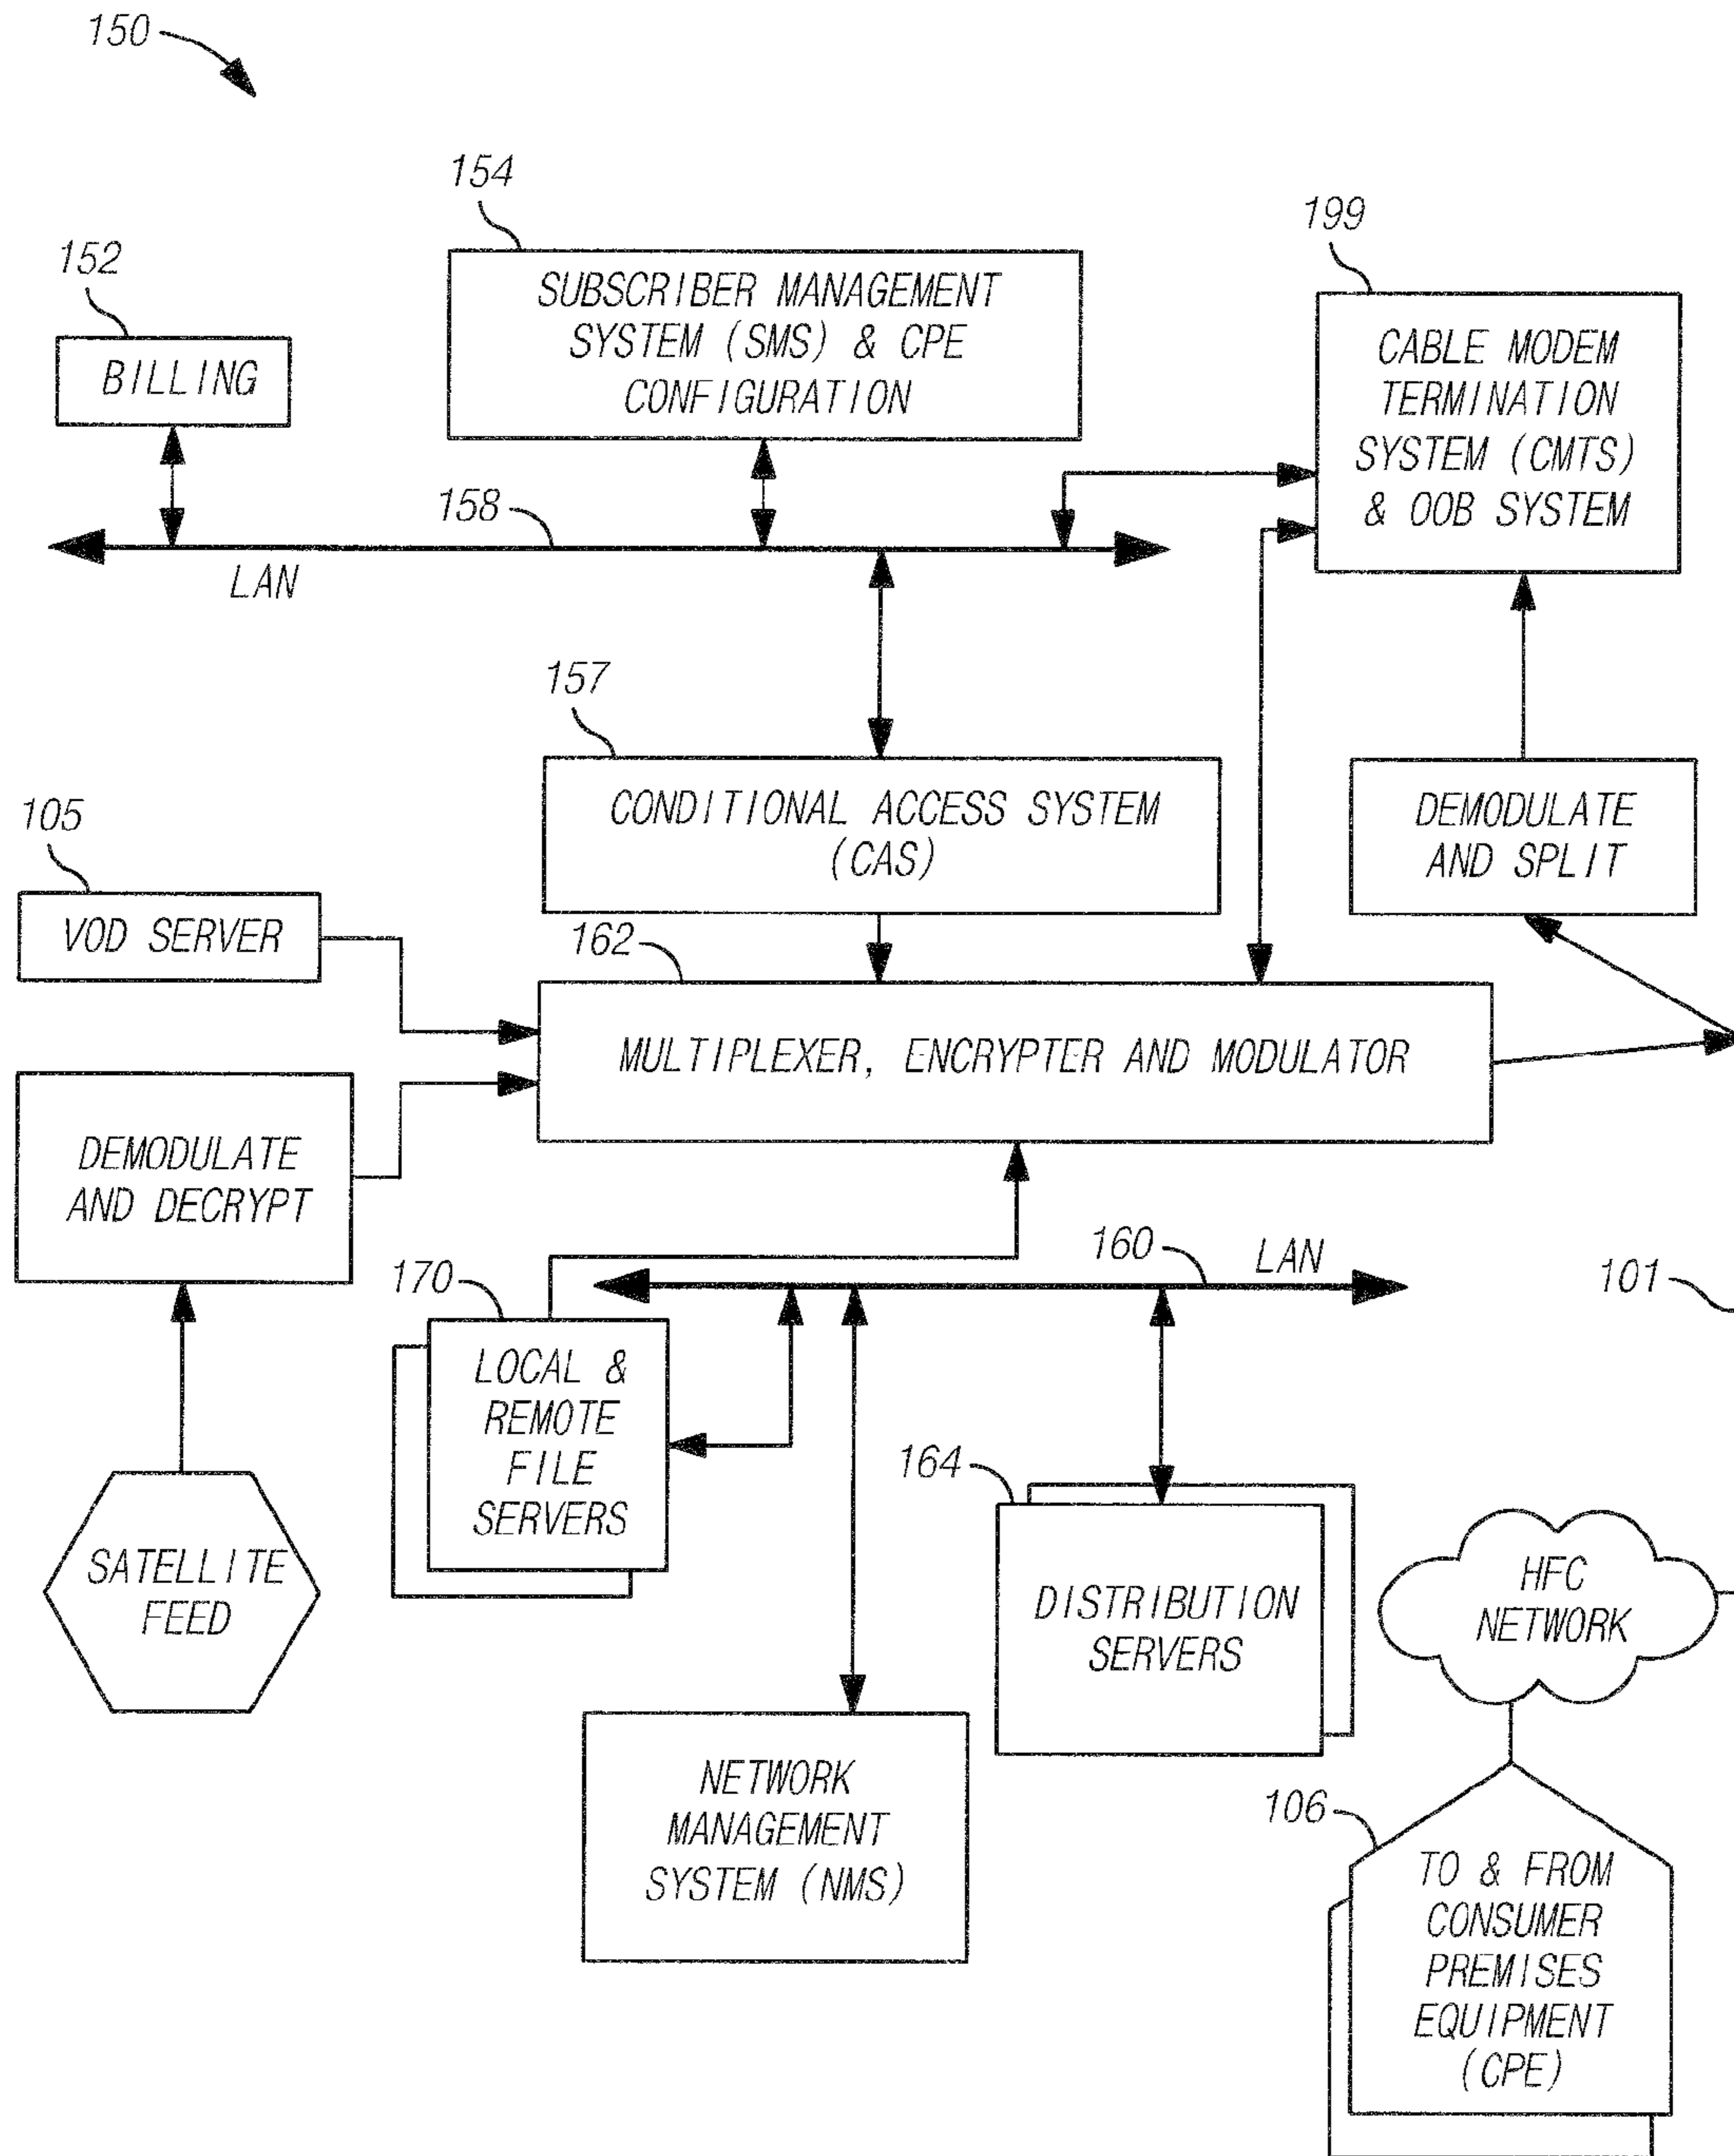 150
154
199
152
SUBSCRIBER MANAGEMENT
SYSTEM (SMS) & CPE
CONFIGURATION
CABLE MODEM
TERMINATION
SYSTEM (CMTS)
& OOB SYSTEM
BILLING
158
LAN
157
CONDITIONAL ACCESS SYSTEM
(CAS)
DEMODULATE
AND SPLIT
105
VOD SERVER
162
MULTIPLEXER, ENCRYPTER AND MODULATOR
DEMODULATE
AND DECRYPT
160
LAN
170
101
LOCAL &
REMOTE
FILE
SERVERS
164
SATELLITE
FEED
DISTRIBUTION
SERVERS
HFC
NETWORK
NETWORK
MANAGEMENT
SYSTEM (NMS)
106
TO & FROM
CONSUMER
PREMISES
EQUIPMENT
(CPE)